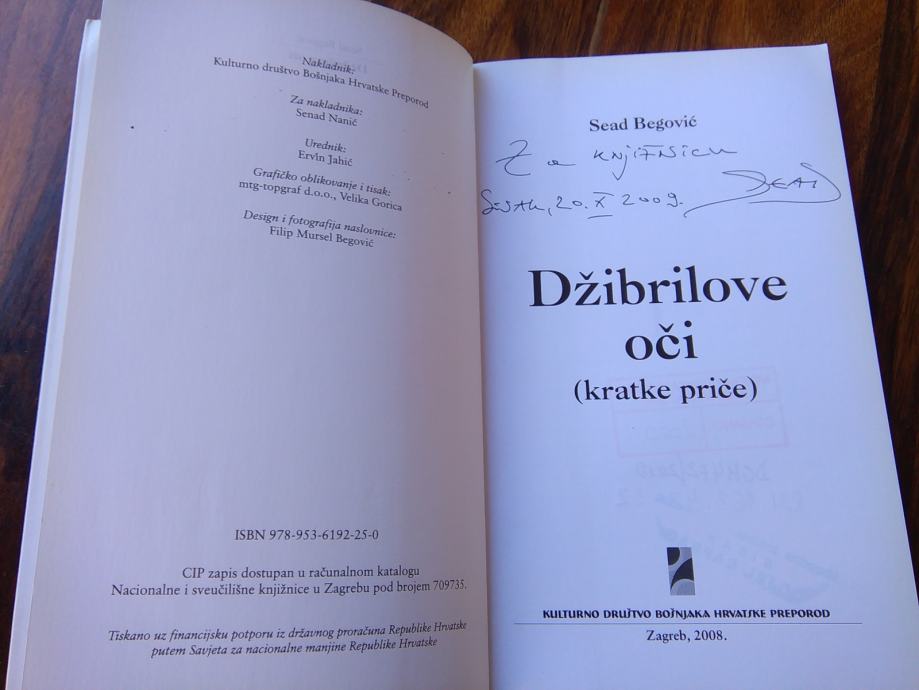 Nakladnik:
Kulturno društvo Bošnjaka Hrvatske Preporod
Za nakladnika:
Senad Nanić
Urednik:
Ervin Jahić
Grafičko oblikovanje i tisak:
mtg-topgraf d.o.o., Velika Gorica
Design i fotografija naslovnice:
Filip Mursel Begović
ISBN 978-953-6192-25-0
CIP zapis dostupan u računalnom katalogu
Nacionalne i sveučilišne knjižnice u Zagrebu pod brojem 709735.
Tiskano uz financijsku potporu iz državnog proračuna Republike Hrvatske
putem Savjeta za nacionalne manjine Republike Hrvatske
Sead Begović
Za knjižnicu
Sisak, 20. X 2009. Sead
Džibrilove
oči
(kratke priče)
KULTURNO DRUŠTVO BOŠNJAKA HRVATSKE PREPOROD
Zagreb, 2008.